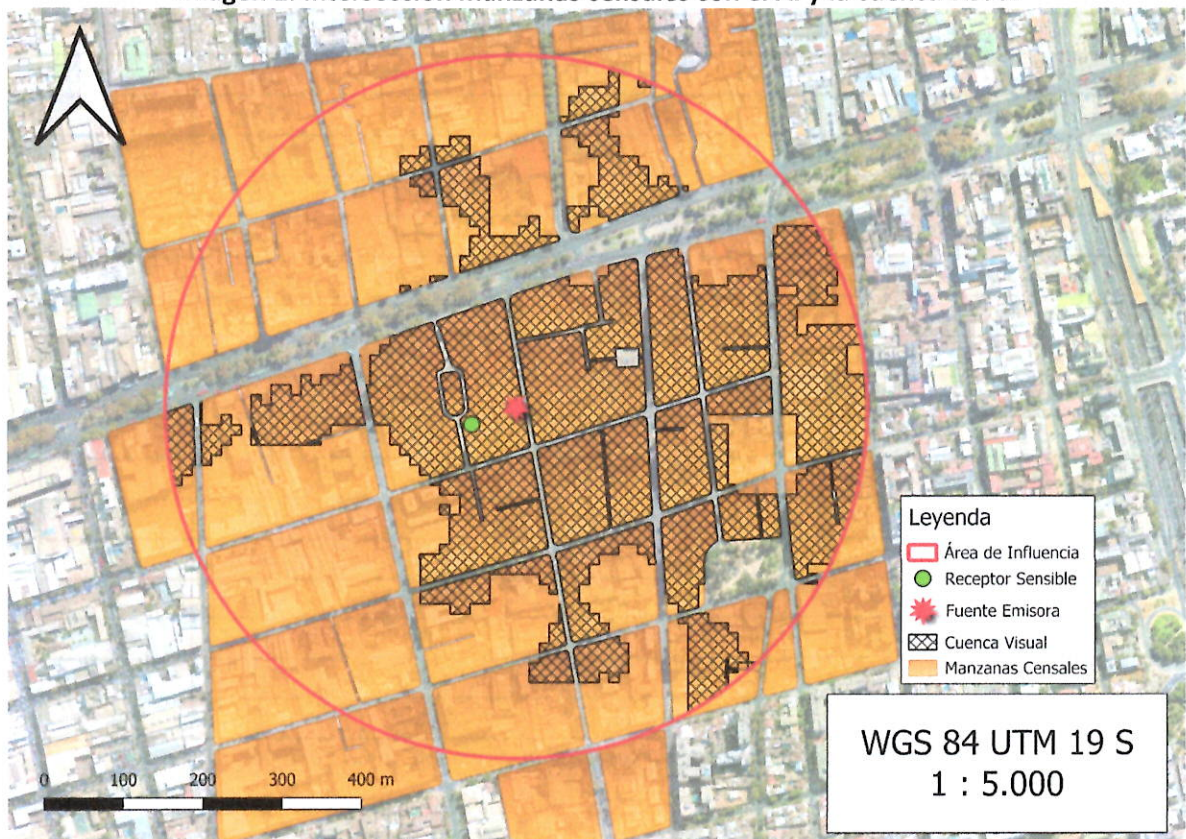 Leyenda
Área de Influencia
Receptor Sensible
Fuente Emisora
Cuenca Visual
Manzanas Censales
WGS 84 UTM 19 S
1 : 5.000
0 100 200 300 400 m